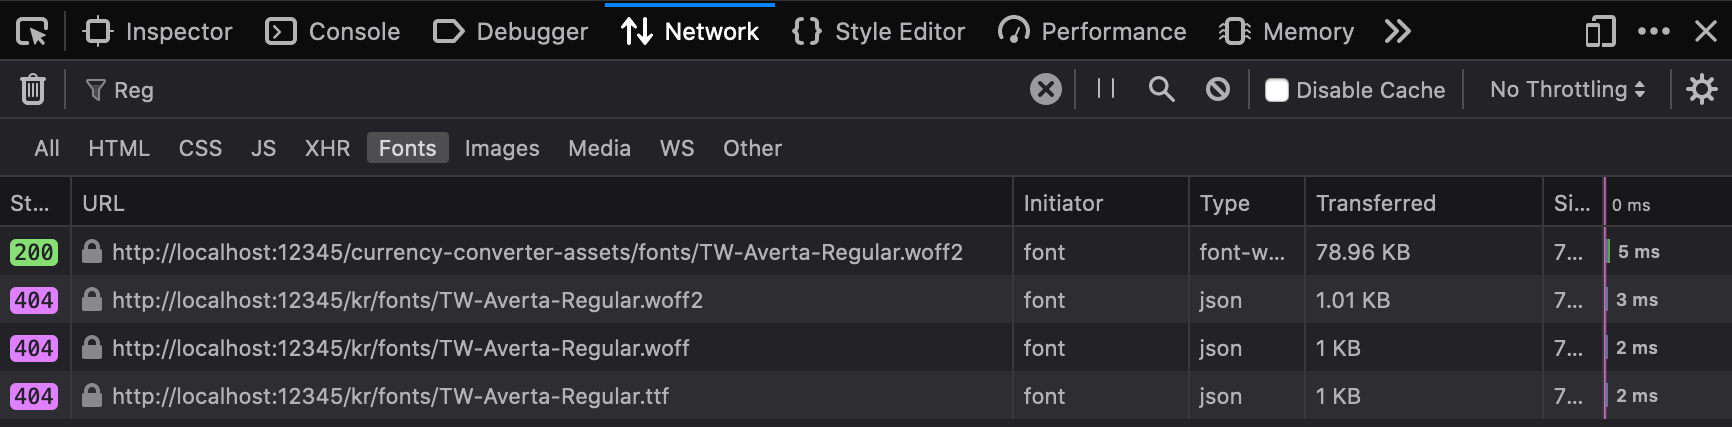 Inspector Console Debugger Network Style Editor Performance Memory
Reg Disable Cache No Throttling
All HTML CSS JS XHR Fonts Images Media WS Other
St... URL Initiator Type Transferred Si... 0 ms
200 http://localhost:12345/currency-converter-assets/fonts/TW-Averta-Regular.woff2 font font-w... 78.96 KB 7... 5 ms
404 http://localhost:12345/kr/fonts/TW-Averta-Regular.woff2 font json 1.01 KB 7... 3 ms
404 http://localhost:12345/kr/fonts/TW-Averta-Regular.woff font json 1 KB 7... 2 ms
404 http://localhost:12345/kr/fonts/TW-Averta-Regular.ttf font json 1 KB 7... 2 ms